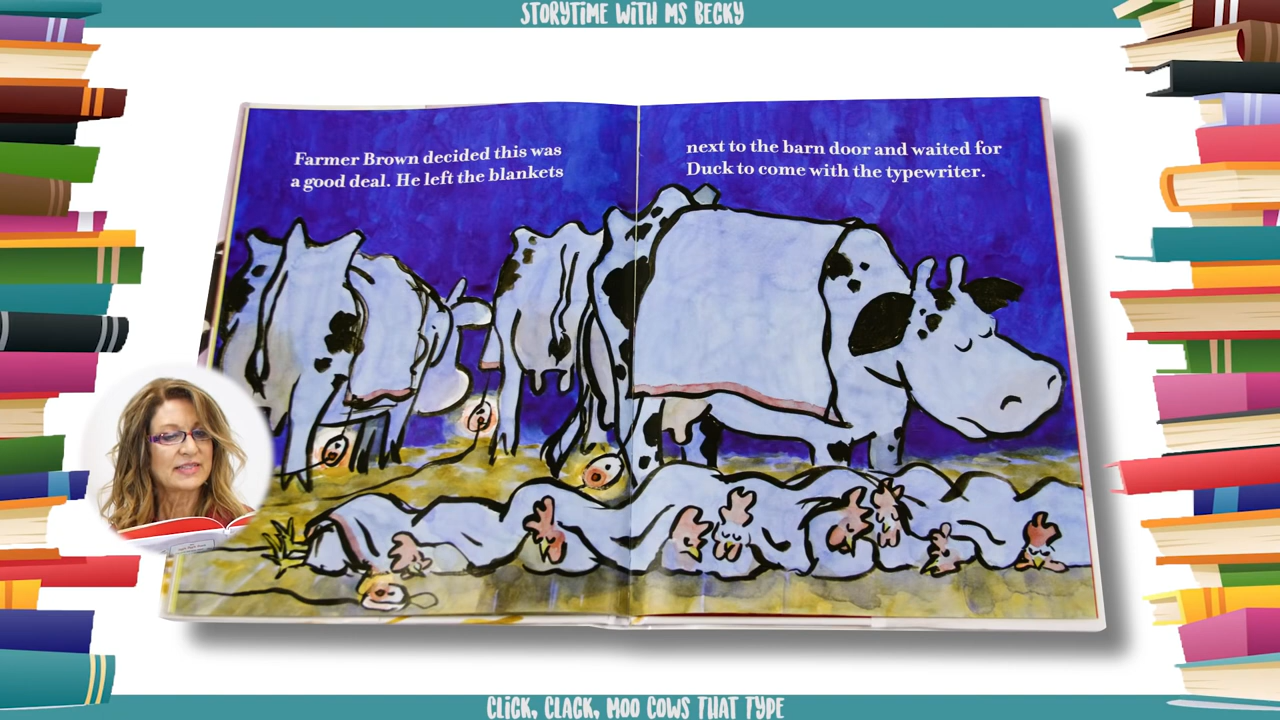 STORYTIME WITH MS BECKY
Farmer Brown decided this was
a good deal. He left the blankets
next to the barn door and waited for
Duck to come with the typewriter.
CLICK, CLACK, MOO COWS THAT TYPE